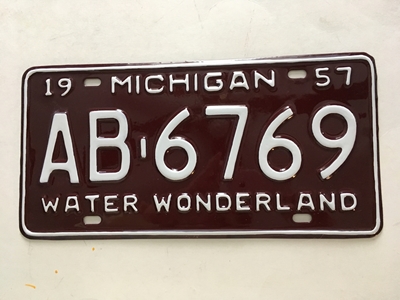 19 MICHIGAN 57
AB-6769
WATER WONDERLAND